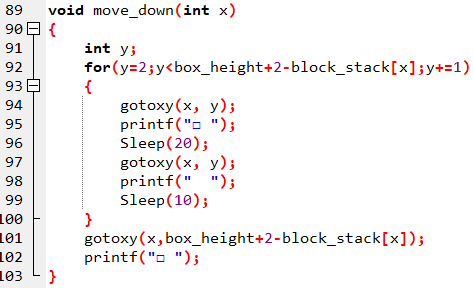 89 void move_down(int x)
90 {
91     int y;
92     for(y=2;y<box_height+2-block_stack[x];y+=1)
93     {
94         gotoxy(x, y);
95         printf("□ ");
96         Sleep(20);
97         gotoxy(x, y);
98         printf("  ");
99         Sleep(10);
100     }
101     gotoxy(x,box_height+2-block_stack[x]);
102     printf("□ ");
103 }